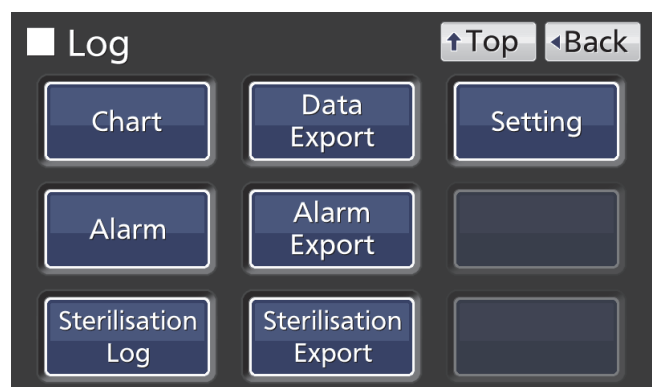 Log
↑Top
◂Back
Chart
Data
Export
Setting
Alarm
Alarm
Export
Sterilisation
Log
Sterilisation
Export